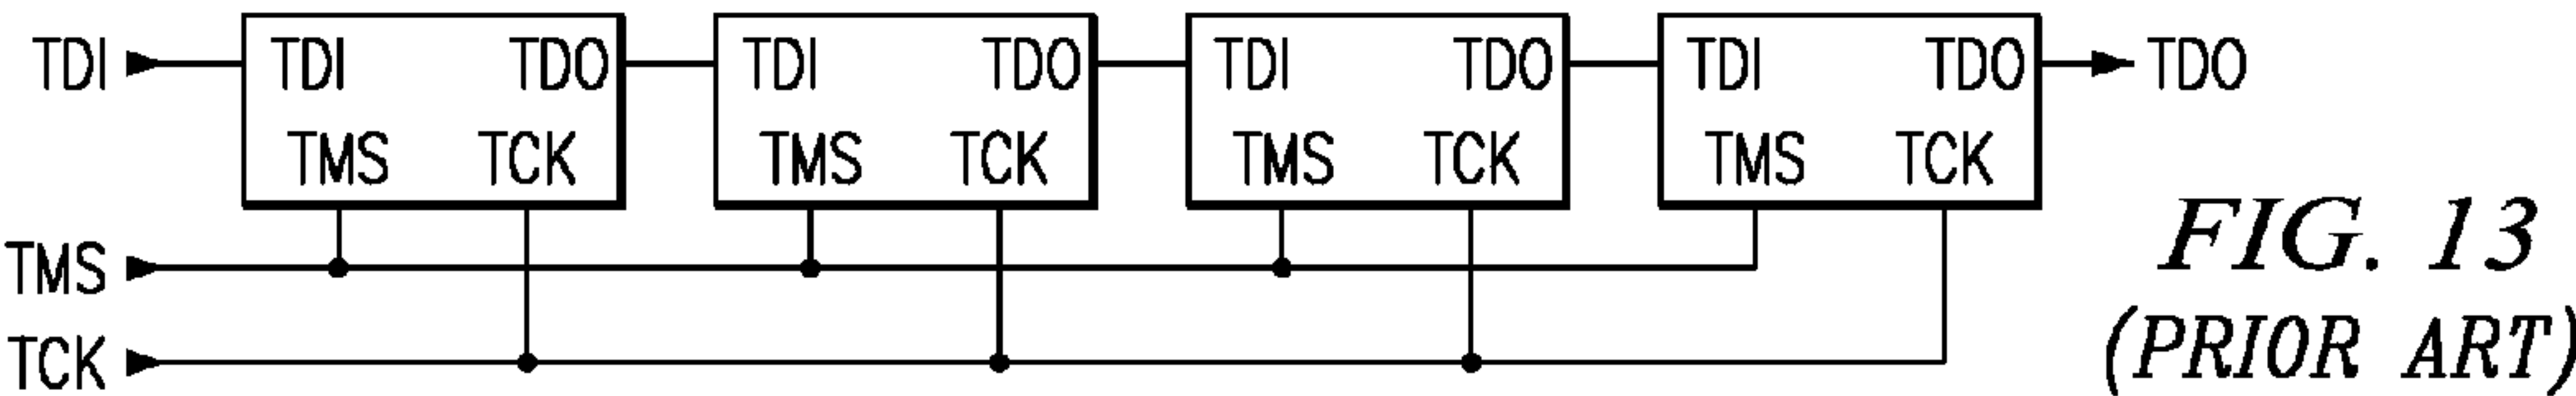 TDI TDI TDO TDI TDO TDI TDO TDI TDO TDO
TMS TCK TMS TCK TMS TCK TMS TCK
TMS
TCK
FIG. 13
(PRIOR ART)